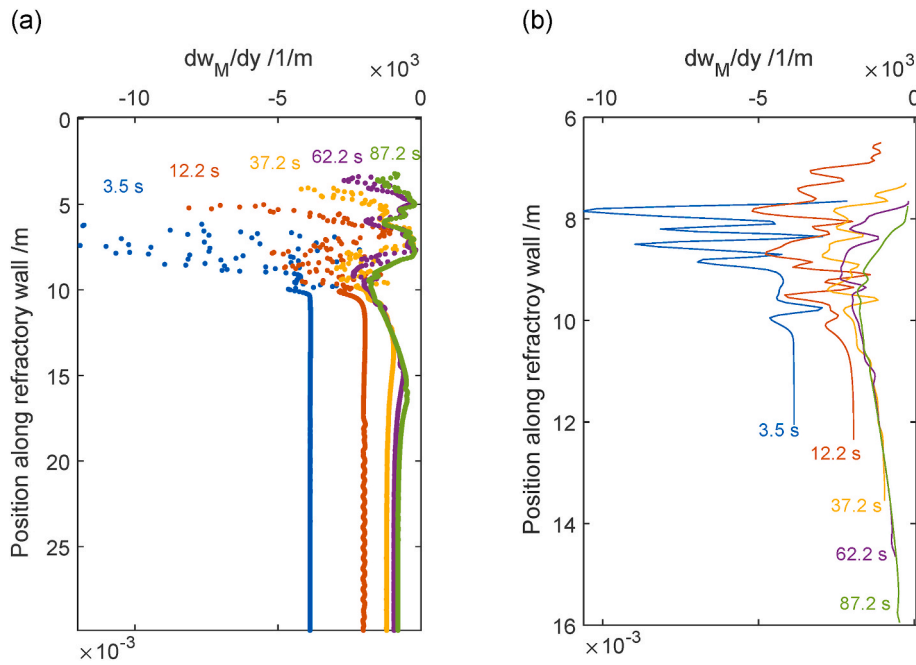 (a)
(b)
dw_M/dy /1/m
×10^3
-10
-5
0
0
5
10
15
20
25
Position along refractory wall /m
3.5 s
12.2 s
37.2 s
62.2 s
87.2 s
×10^-3
dw_M/dy /1/m
×10^3
-10
-5
0
6
8
10
12
14
16
Position along refractroy wall /m
3.5 s
12.2 s
37.2 s
62.2 s
87.2 s
×10^-3